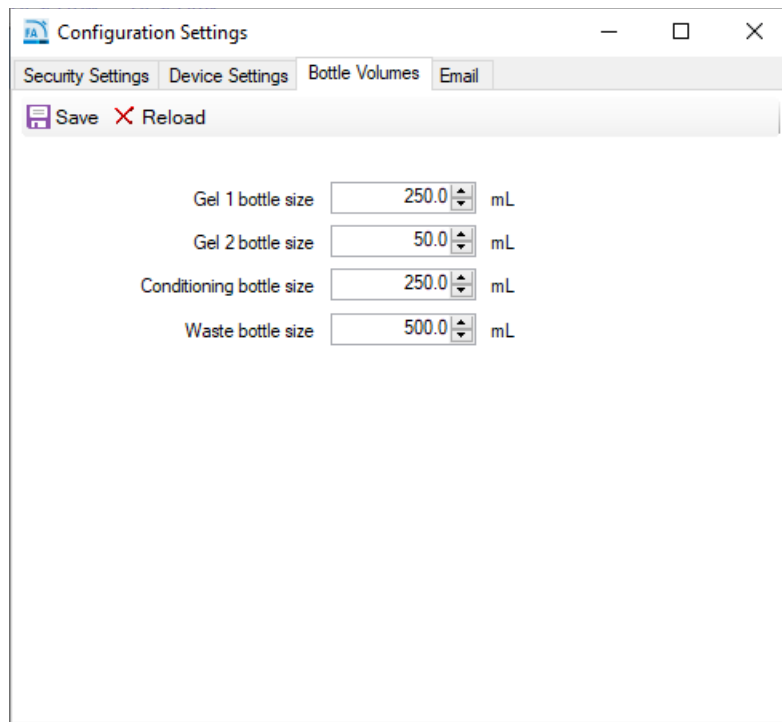 FA Configuration Settings
Security Settings Device Settings Bottle Volumes Email
Save Reload
Gel 1 bottle size 250.0 mL
Gel 2 bottle size 50.0 mL
Conditioning bottle size 250.0 mL
Waste bottle size 500.0 mL